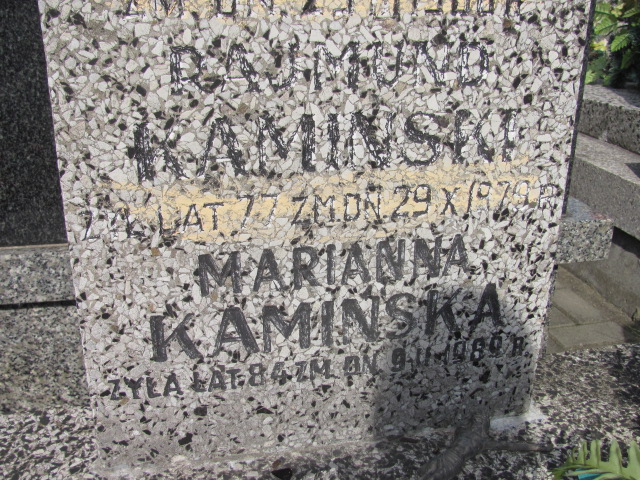 RAJMUND
KAMIŃSKI
ŻYŁ LAT 77 ZM.DN.29 X 1979 R.
MARIANNA
KAMIŃSKA
ŻYŁA LAT 84 ZM. DN. 9.II.1989 R.